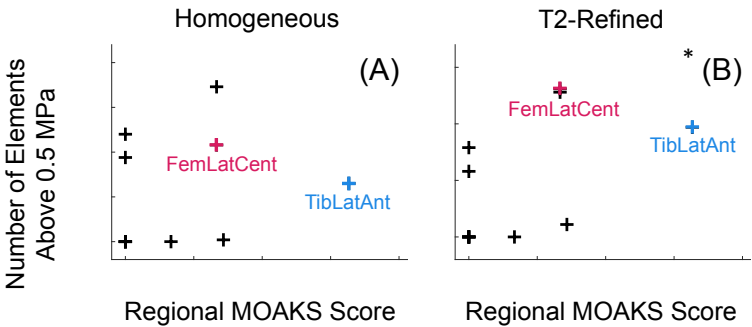 Homogeneous
T2-Refined
Number of Elements
Above 0.5 MPa
(A)
FemLatCent
TibLatAnt
*
(B)
FemLatCent
TibLatAnt
Regional MOAKS Score
Regional MOAKS Score